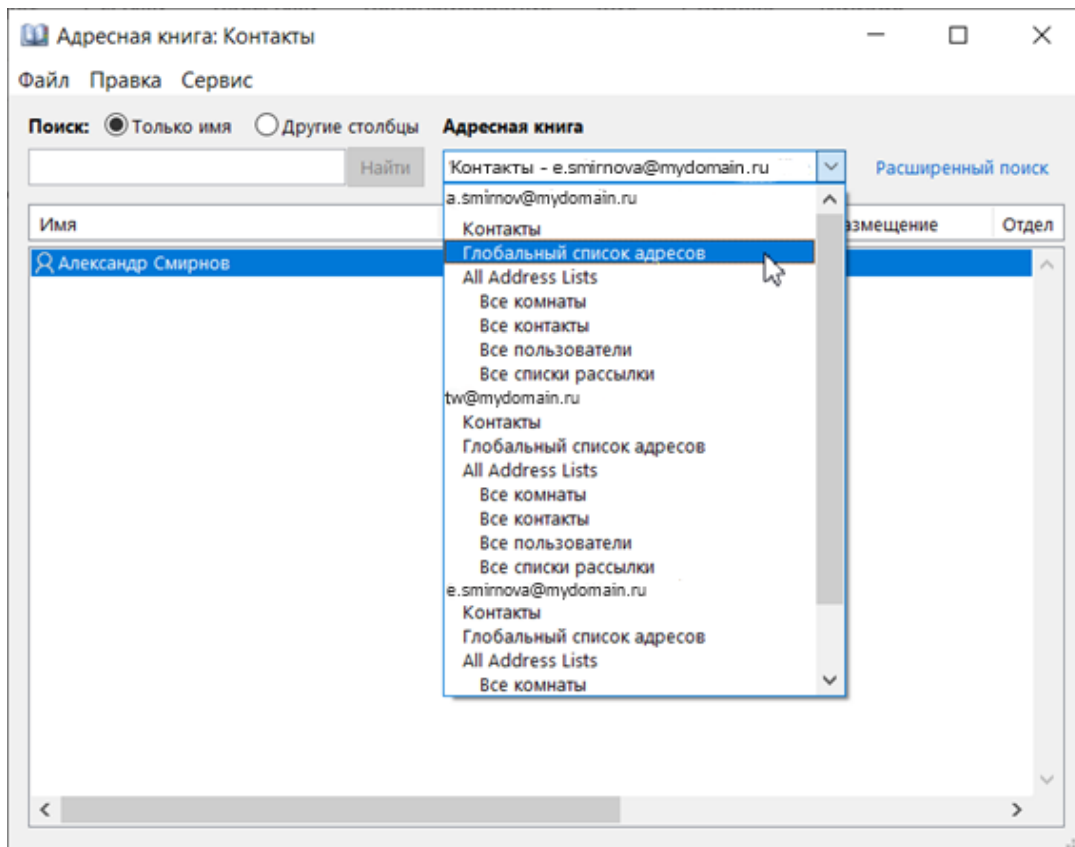 Адресная книга: Контакты
Файл Правка Сервис
Поиск: Только имя Другие столбцы Адресная книга
Найти Контакты - e.smirnova@mydomain.ru Расширенный поиск
a.smirnov@mydomain.ru
Имя Контакты азмещение Отдел
Глобальный список адресов
Александр Смирнов
All Address Lists
Все комнаты
Все контакты
Все пользователи
Все списки рассылки
tw@mydomain.ru
Контакты
Глобальный список адресов
All Address Lists
Все комнаты
Все контакты
Все пользователи
Все списки рассылки
e.smirnova@mydomain.ru
Контакты
Глобальный список адресов
All Address Lists
Все комнаты